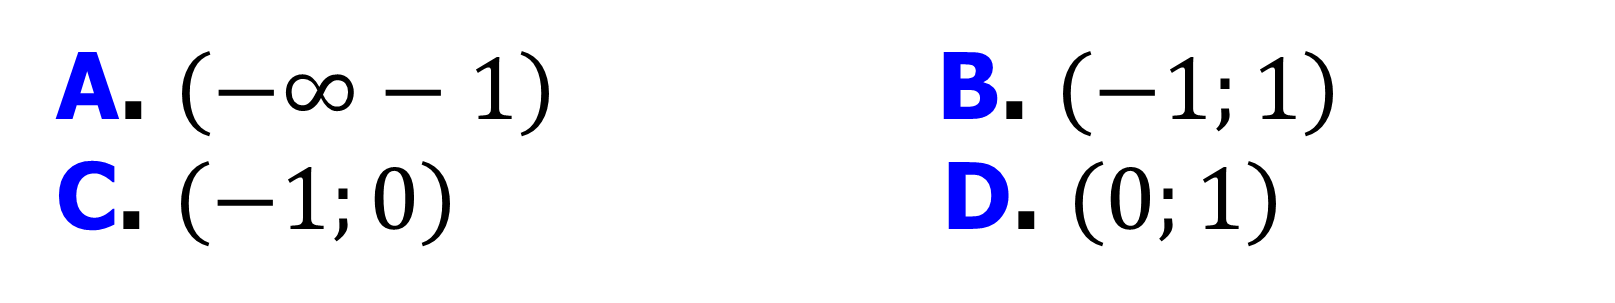 A. (−∞ − 1) B. (−1; 1)
C. (−1; 0) D. (0; 1)